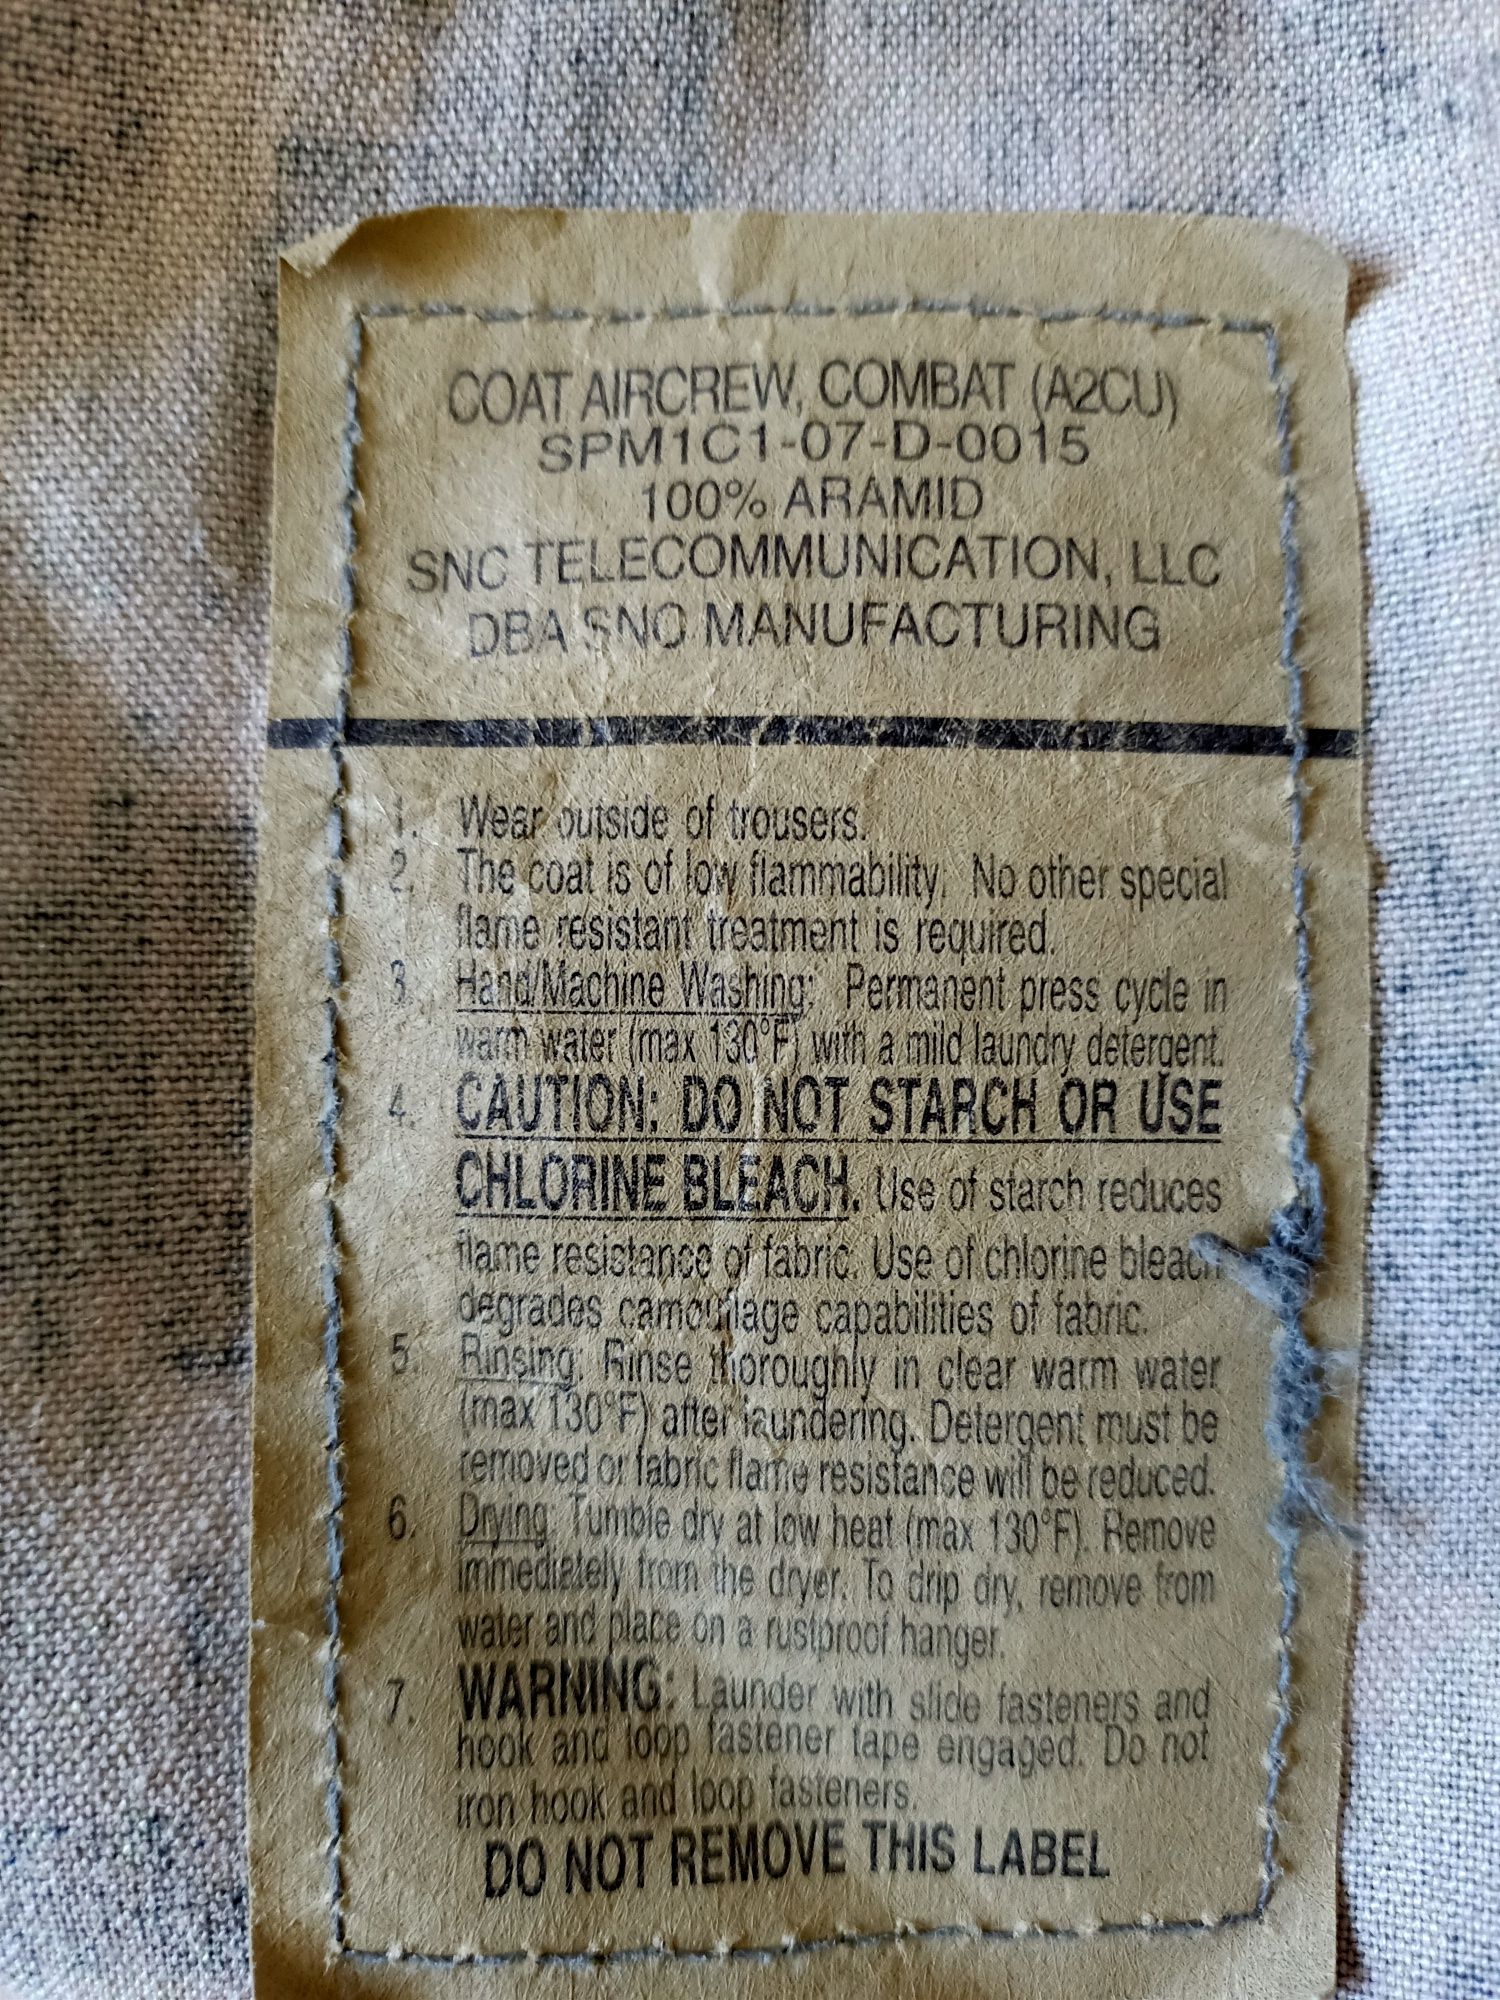 COAT AIRCREW, COMBAT (A2CU)
SPM1C1-07-D-0015
100% ARAMID
SNC TELECOMMUNICATION, LLC
DBA SNC MANUFACTURING
1. Wear outside of trousers.
2. The coat is of low flammability. No other special
flame resistant treatment is required.
3. Hand/Machine Washing: Permanent press cycle in
warm water (max 130°F) with a mild laundry detergent.
4. CAUTION: DO NOT STARCH OR USE
CHLORINE BLEACH. Use of starch reduces
flame resistance of fabric. Use of chlorine bleach
degrades camouflage capabilities of fabric.
5. Rinsing: Rinse thoroughly in clear warm water
(max 130°F) after laundering. Detergent must be
removed or fabric flame resistance will be reduced.
6. Drying: Tumble dry at low heat (max 130°F). Remove
immediately from the dryer. To drip dry, remove from
water and place on a rustproof hanger.
7. WARNING: Launder with slide fasteners and
hook and loop fastener tape engaged. Do not
iron hook and loop fasteners.
DO NOT REMOVE THIS LABEL